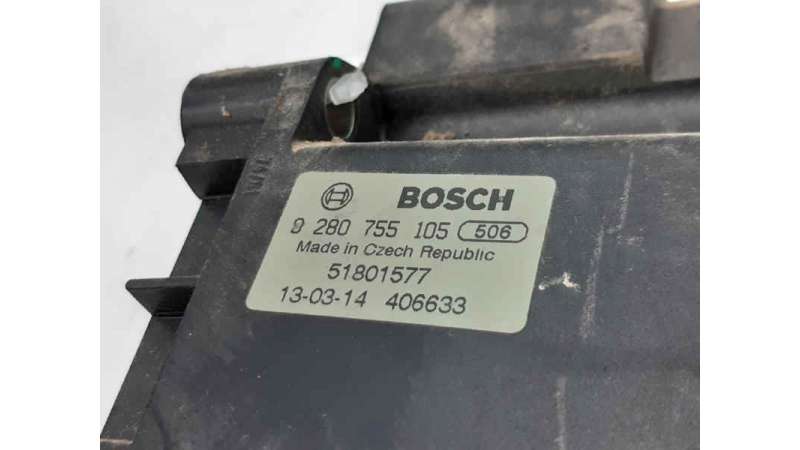 BOSCH
9 280 755 105 506
Made in Czech Republic
51801577
13-03-14 406633